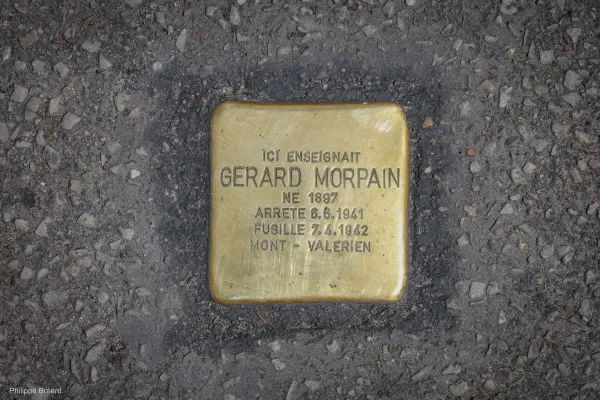 ICI ENSEIGNAIT
GERARD MORPAIN
NE 1897
ARRETE 6.6.1941
FUSILLE 7.4.1942
MONT - VALERIEN
Philippe Bréard